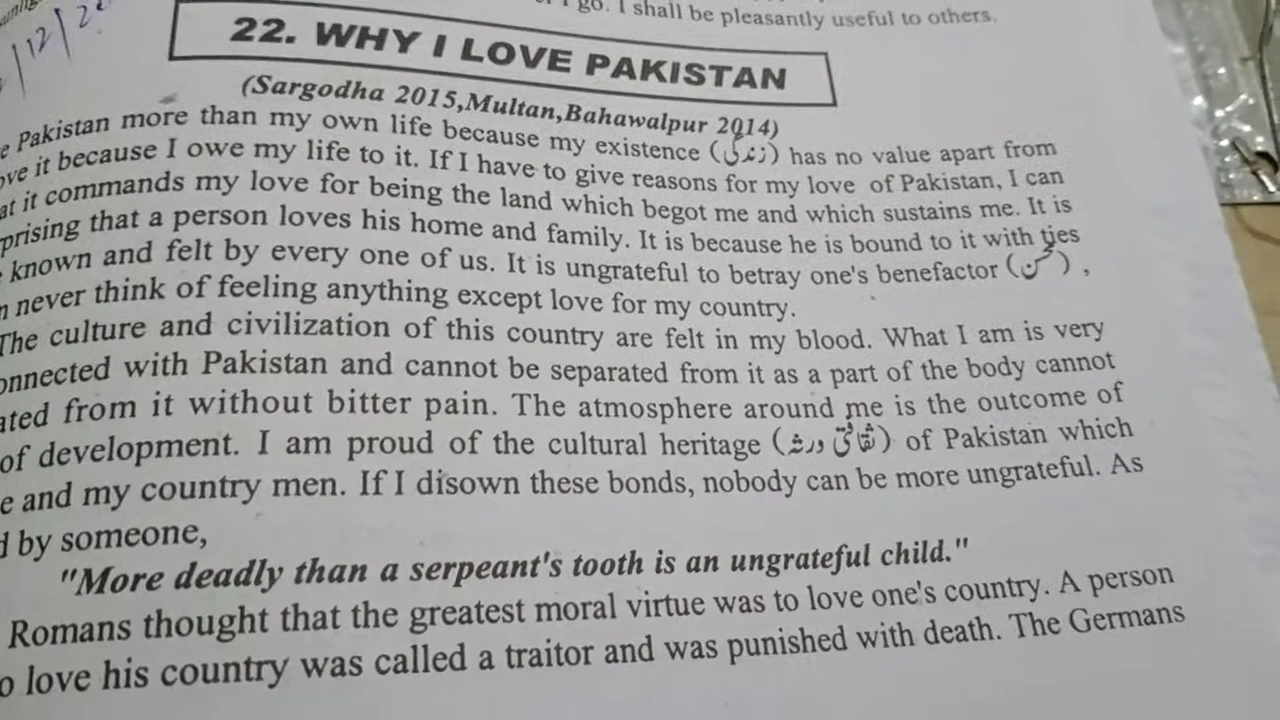 I go. I shall be pleasantly useful to others.
/12/2
22. WHY I LOVE PAKISTAN
(Sargodha 2015,Multan,Bahawalpur 2014)
Pakistan more than my own life because my existence (زندگی) has no value apart from
it because I owe my life to it. If I have to give reasons for my love of Pakistan, I can
it commands my love for being the land which begot me and which sustains me. It is
prising that a person loves his home and family. It is because he is bound to it with ties
known and felt by every one of us. It is ungrateful to betray one's benefactor (محسن),
never think of feeling anything except love for my country.
The culture and civilization of this country are felt in my blood. What I am is very
onnected with Pakistan and cannot be separated from it as a part of the body cannot
ated from it without bitter pain. The atmosphere around me is the outcome of
of development. I am proud of the cultural heritage (ثقافتی ورثہ) of Pakistan which
e and my country men. If I disown these bonds, nobody can be more ungrateful. As
d by someone,
"More deadly than a serpeant's tooth is an ungrateful child."
Romans thought that the greatest moral virtue was to love one's country. A person
o love his country was called a traitor and was punished with death. The Germans